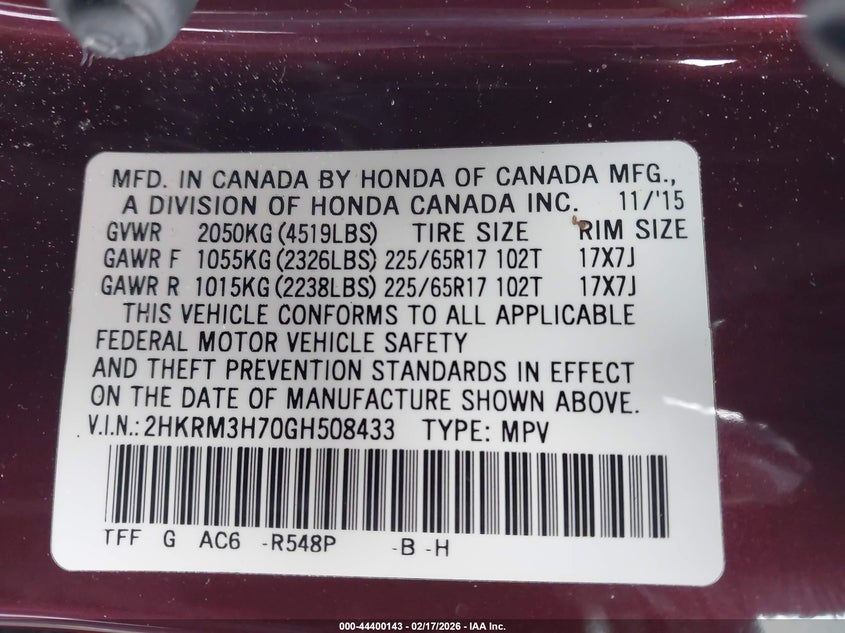 MFD. IN CANADA BY HONDA OF CANADA MFG.,
A DIVISION OF HONDA CANADA INC. 11/'15
GVWR 2050KG (4519LBS) TIRE SIZE RIM SIZE
GAWR F 1055KG (2326LBS) 225/65R17 102T 17X7J
GAWR R 1015KG (2238LBS) 225/65R17 102T 17X7J
THIS VEHICLE CONFORMS TO ALL APPLICABLE
FEDERAL MOTOR VEHICLE SAFETY
AND THEFT PREVENTION STANDARDS IN EFFECT
ON THE DATE OF MANUFACTURE SHOWN ABOVE.
V.I.N.: 2HKRM3H70GH508433 TYPE: MPV
TFF G AC6 -R548P -B -H
000-44400143 - 02/17/2026 - IAA Inc.